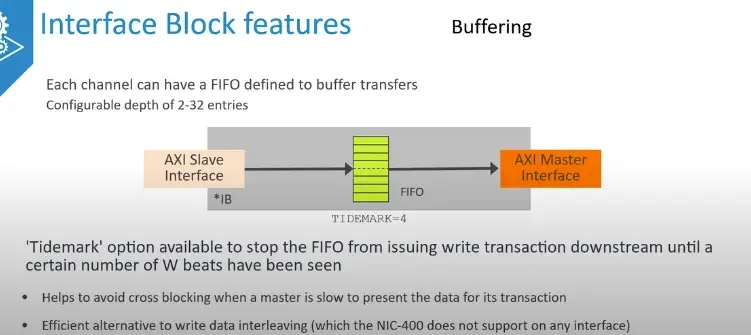 Interface Block features
Buffering
Each channel can have a FIFO defined to buffer transfers
Configurable depth of 2-32 entries
AXI Slave
Interface
*IB
FIFO
AXI Master
Interface
TIDEMARK=4
'Tidemark' option available to stop the FIFO from issuing write transaction downstream until a
certain number of W beats have been seen
• Helps to avoid cross blocking when a master is slow to present the data for its transaction
• Efficient alternative to write data interleaving (which the NIC-400 does not support on any interface)